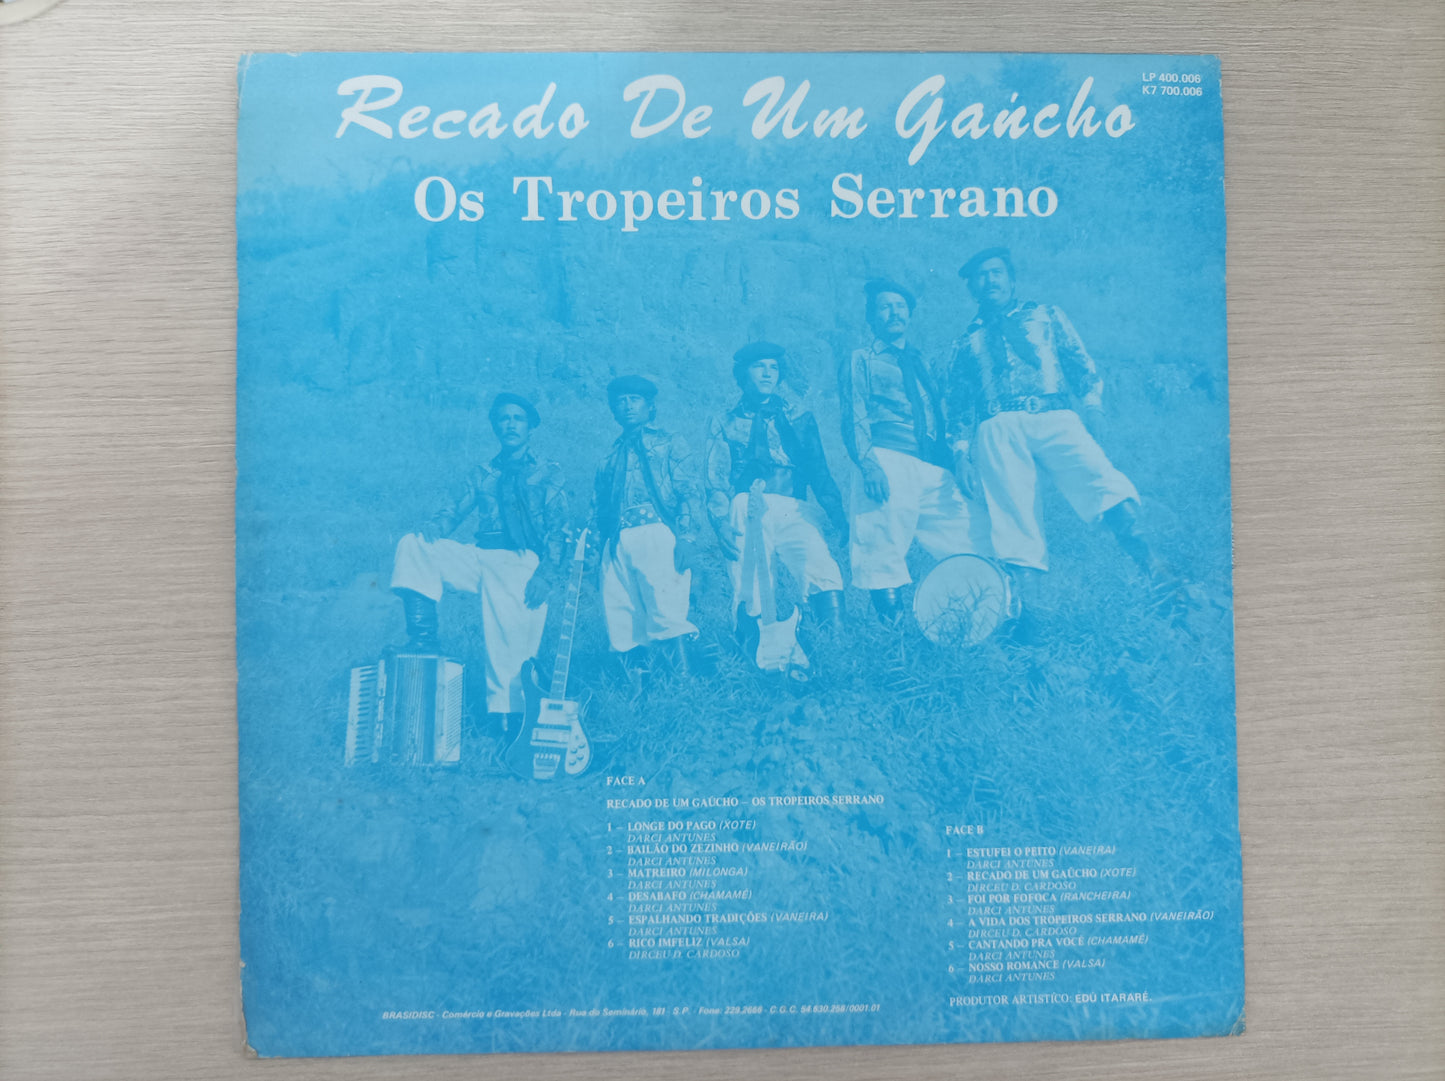 LP 400.006
K7 700.006
Recado De Um Gaúcho
Os Tropeiros Serrano
FACE A
RECADO DE UM GAÚCHO – OS TROPEIROS SERRANO
1 – LONGE DO PAGO (XOTE)
DARCI ANTUNES
2 – BAILÃO DO ZEZINHO (VANEIRÃO)
DARCI ANTUNES
3 – MATREIRO (MILONGA)
DARCI ANTUNES
4 – DESABAFO (CHAMAMÉ)
DARCI ANTUNES
5 – ESPALHANDO TRADIÇÕES (VANEIRA)
DARCI ANTUNES
6 – RICO IMFELIZ (VALSA)
DIRCEU D. CARDOSO
FACE B
1 – ESTUFEI O PEITO (VANEIRA)
DARCI ANTUNES
2 – RECADO DE UM GAÚCHO (XOTE)
DIRCEU D. CARDOSO
3 – FOI POR FOFOCA (RANCHEIRA)
DARCI ANTUNES
4 – A VIDA DOS TROPEIROS SERRANO (VANEIRÃO)
DIRCEU D. CARDOSO
5 – CANTANDO PRA VOCÊ (CHAMAMÉ)
DARCI ANTUNES
6 – NOSSO ROMANCE (VALSA)
DARCI ANTUNES
PRODUTOR ARTISTÍCO: EDÚ ITARARÉ.
BRASIDISC - Comércio e Gravações Ltda - Rua do Seminário, 181 - S.P. - Fone: 229.2666 - C.G.C. 54.630.256/0001.01